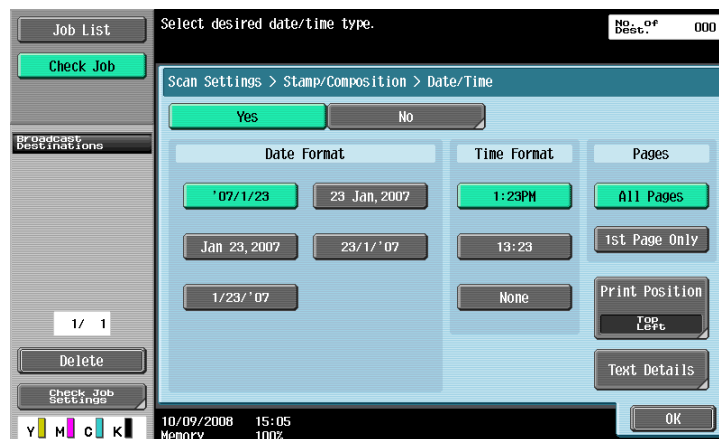 Job List
Select desired date/time type.
No. of
Dest.
000
Check Job
Scan Settings > Stamp/Composition > Date/Time
Yes
No
Broadcast
Destinations
Date Format
Time Format
Pages
'07/1/23
23 Jan,2007
1:23PM
All Pages
Jan 23,2007
23/1/'07
13:23
1st Page Only
1/23/'07
None
Print Position
Top
Left
1/ 1
Delete
Text Details
Check Job
Settings
OK
Y M C K
10/09/2008 15:05
Memory 100%